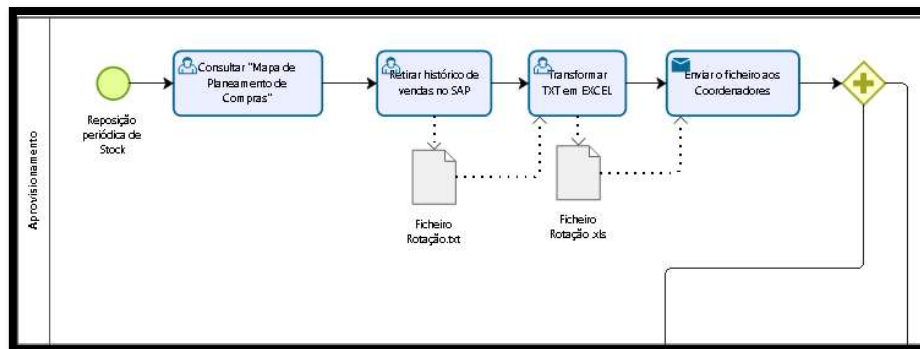 Aprovisionamento
Reposição
periódica de
Stock
Consultar "Mapa de
Planeamento de
Compras"
Retirar histórico de
vendas no SAP
Transformar
TXT em EXCEL
Enviar o ficheiro aos
Coordenadores
Ficheiro
Rotação.txt
Ficheiro
Rotação .xls